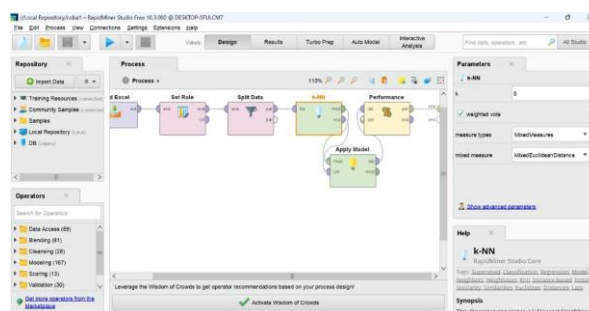 //Local Repository/cobart – RapidMiner Studio Free 10.3.000 @ DESKTOP-SFULCM7
File Edit Process View Connections Settings Extensions Help
Views: Design Results Turbo Prep Auto Model Interactive Analysis
Find data, operators...etc All Studio
Repository
Import Data
Training Resources (connected)
Community Samples (connected)
Samples
Local Repository (Local)
DB (Legacy)
Operators
Search for Operators
Data Access (59)
Blending (81)
Cleansing (28)
Modeling (167)
Scoring (13)
Validation (30)
Get more operators from the Marketplace
Process
Process
110%
d Excel Set Role Split Data k-NN Performance
Apply Model
Leverage the Wisdom of Crowds to get operator recommendations based on your process design!
Activate Wisdom of Crowds
Parameters
k-NN
k 5
weighted vote
measure types MixedMeasures
mixed measure MixedEuclideanDistance
Show advanced parameters
Help
k-NN
RapidMiner Studio Core
Synopsis